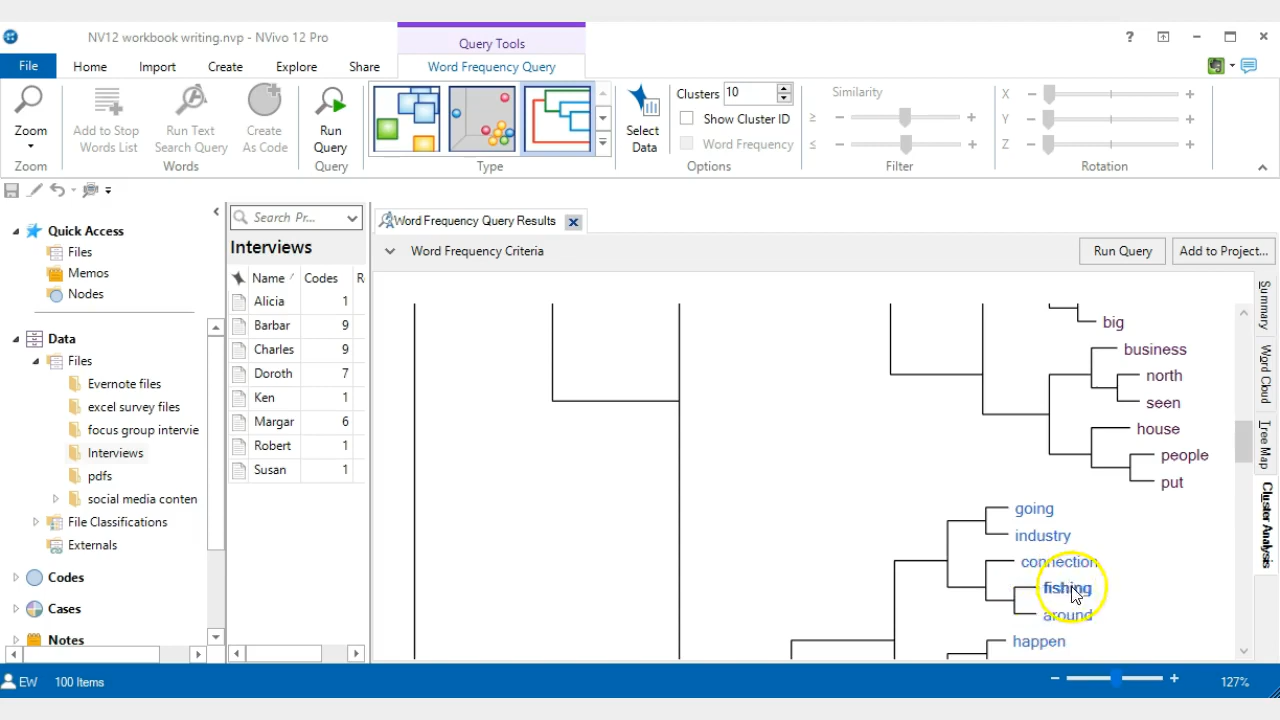 NV12 workbook writing.nvp - NVivo 12 Pro
Query Tools
?
File
Home
Import
Create
Explore
Share
Word Frequency Query
Zoom
Add to Stop
Words List
Run Text
Search Query
Create
As Code
Run
Query
Select
Data
Clusters 10
Show Cluster ID
Word Frequency
Similarity
≥
≤
X
Y
Z
Zoom
Words
Query
Type
Options
Filter
Rotation
Quick Access
Files
Memos
Nodes
Data
Files
Evernote files
excel survey files
focus group intervie
Interviews
pdfs
social media conten
File Classifications
Externals
Codes
Cases
Notes
Search Pr...
Interviews
Name Codes R
Alicia 1
Barbar 9
Charles 9
Doroth 7
Ken 1
Margar 6
Robert 1
Susan 1
Word Frequency Query Results
Word Frequency Criteria
Run Query
Add to Project...
big
business
north
seen
house
people
put
going
industry
connection
fishing
around
happen
Summary
Word Cloud
Tree Map
Cluster Analysis
EW 100 Items
127%